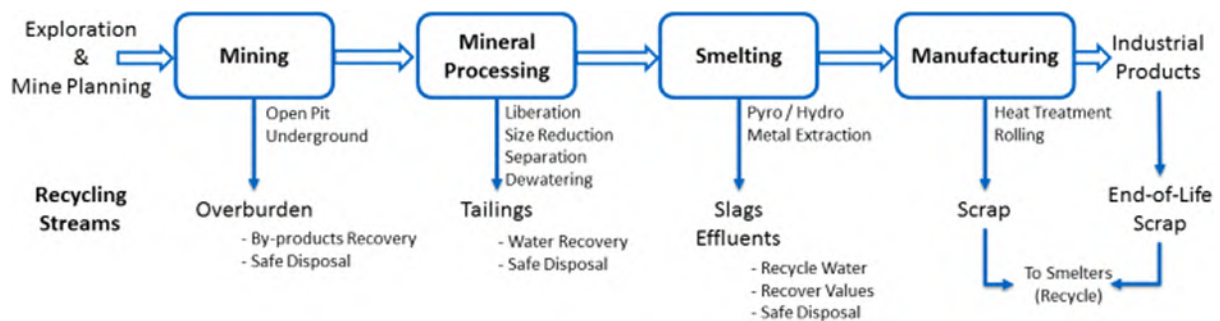 Exploration
&
Mine Planning
Mining
Mineral
Processing
Smelting
Manufacturing
Industrial
Products
Open Pit
Underground
Liberation
Size Reduction
Separation
Dewatering
Pyro / Hydro
Metal Extraction
Heat Treatment
Rolling
Recycling
Streams
Overburden
- By-products Recovery
- Safe Disposal
Tailings
- Water Recovery
- Safe Disposal
Slags
Effluents
- Recycle Water
- Recover Values
- Safe Disposal
Scrap
End-of-Life
Scrap
To Smelters
(Recycle)